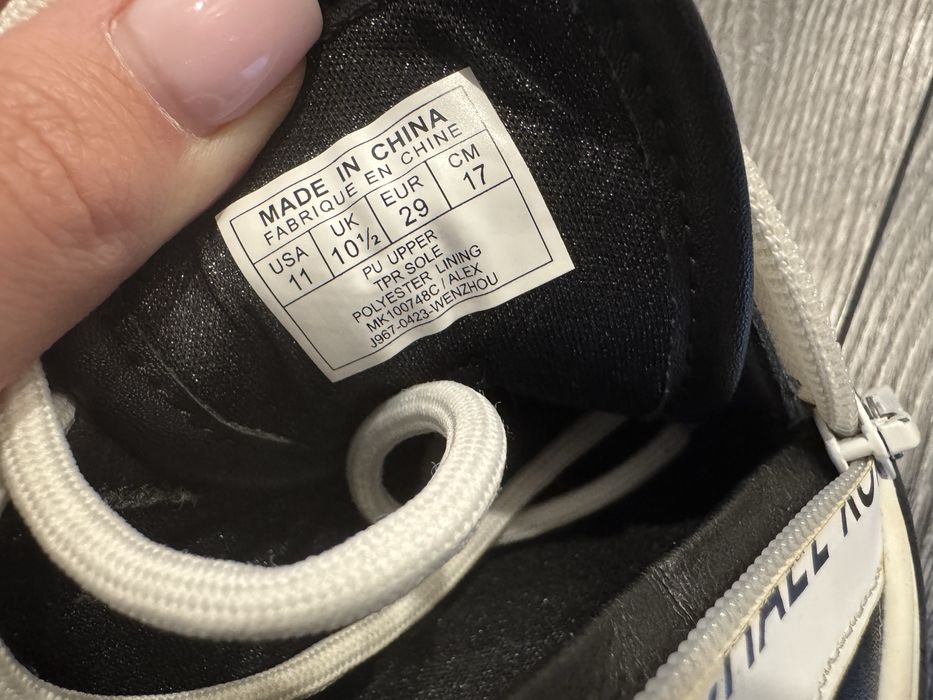 MADE IN CHINA
FABRIQUE EN CHINE
USA UK EUR CM
11 10½ 29 17
PU UPPER
TPR SOLE
POLYESTER LINING
MK100748C / ALEX
J967-0423-WENZHOU